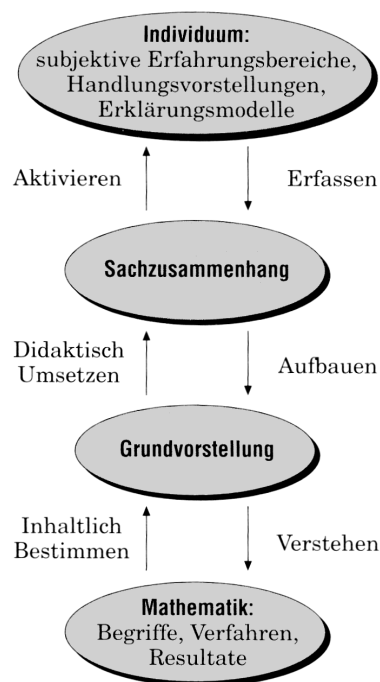 Individuum:
subjektive Erfahrungsbereiche,
Handlungsvorstellungen,
Erklärungsmodelle
Aktivieren
Erfassen
Sachzusammenhang
Didaktisch
Umsetzen
Aufbauen
Grundvorstellung
Inhaltlich
Bestimmen
Verstehen
Mathematik:
Begriffe, Verfahren,
Resultate